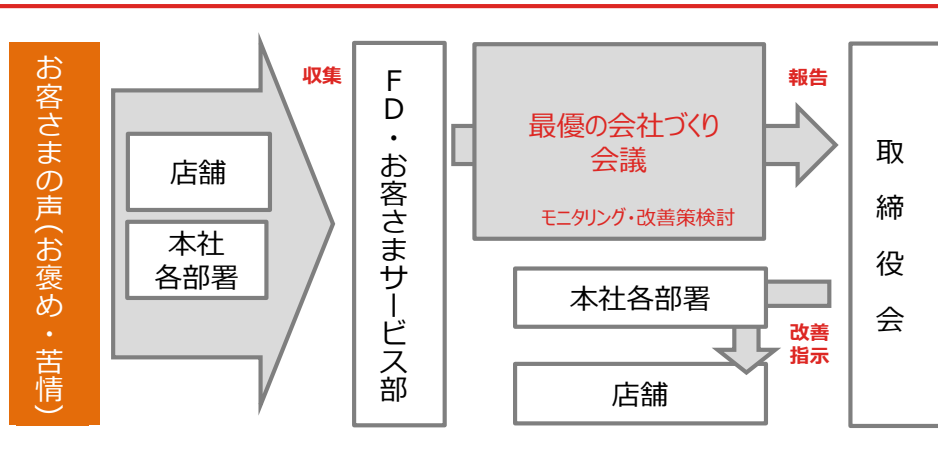 お客さまの声(お褒め・苦情)
店舗
本社
各部署
収集
FD・お客さまサービス部
最優の会社づくり
会議
モニタリング・改善策検討
報告
取締役会
本社各部署
改善
指示
店舗